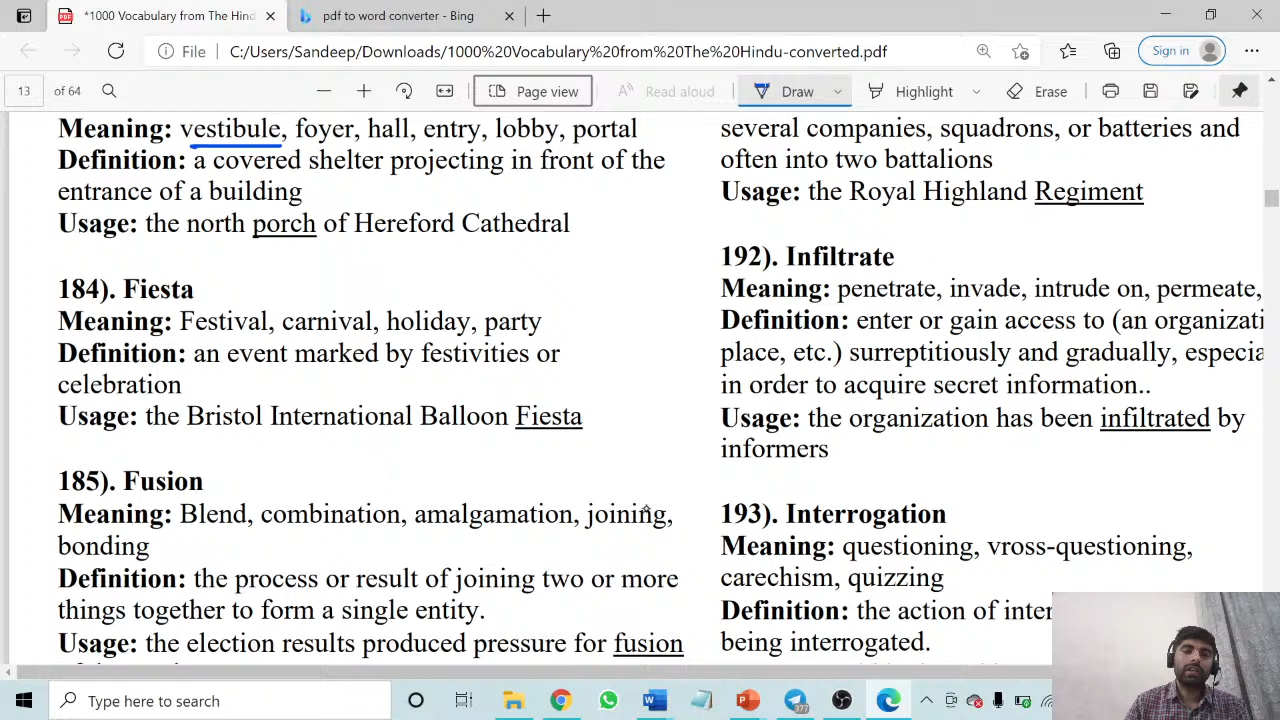 *1000 Vocabulary from The Hind
pdf to word converter - Bing
File
C:/Users/Sandeep/Downloads/1000%20Vocabulary%20from%20The%20Hindu-converted.pdf
Sign in
13 of 64
Page view
Read aloud
Draw
Highlight
Erase
Meaning: vestibule, foyer, hall, entry, lobby, portal
Definition: a covered shelter projecting in front of the
entrance of a building
Usage: the north porch of Hereford Cathedral
184). Fiesta
Meaning: Festival, carnival, holiday, party
Definition: an event marked by festivities or
celebration
Usage: the Bristol International Balloon Fiesta
185). Fusion
Meaning: Blend, combination, amalgamation, joining,
bonding
Definition: the process or result of joining two or more
things together to form a single entity.
Usage: the election results produced pressure for fusion
several companies, squadrons, or batteries and
often into two battalions
Usage: the Royal Highland Regiment
192). Infiltrate
Meaning: penetrate, invade, intrude on, permeate,
Definition: enter or gain access to (an organizati
place, etc.) surreptitiously and gradually, especia
in order to acquire secret information..
Usage: the organization has been infiltrated by
informers
193). Interrogation
Meaning: questioning, vross-questioning,
carechism, quizzing
Definition: the action of inter
being interrogated.
Type here to search
877